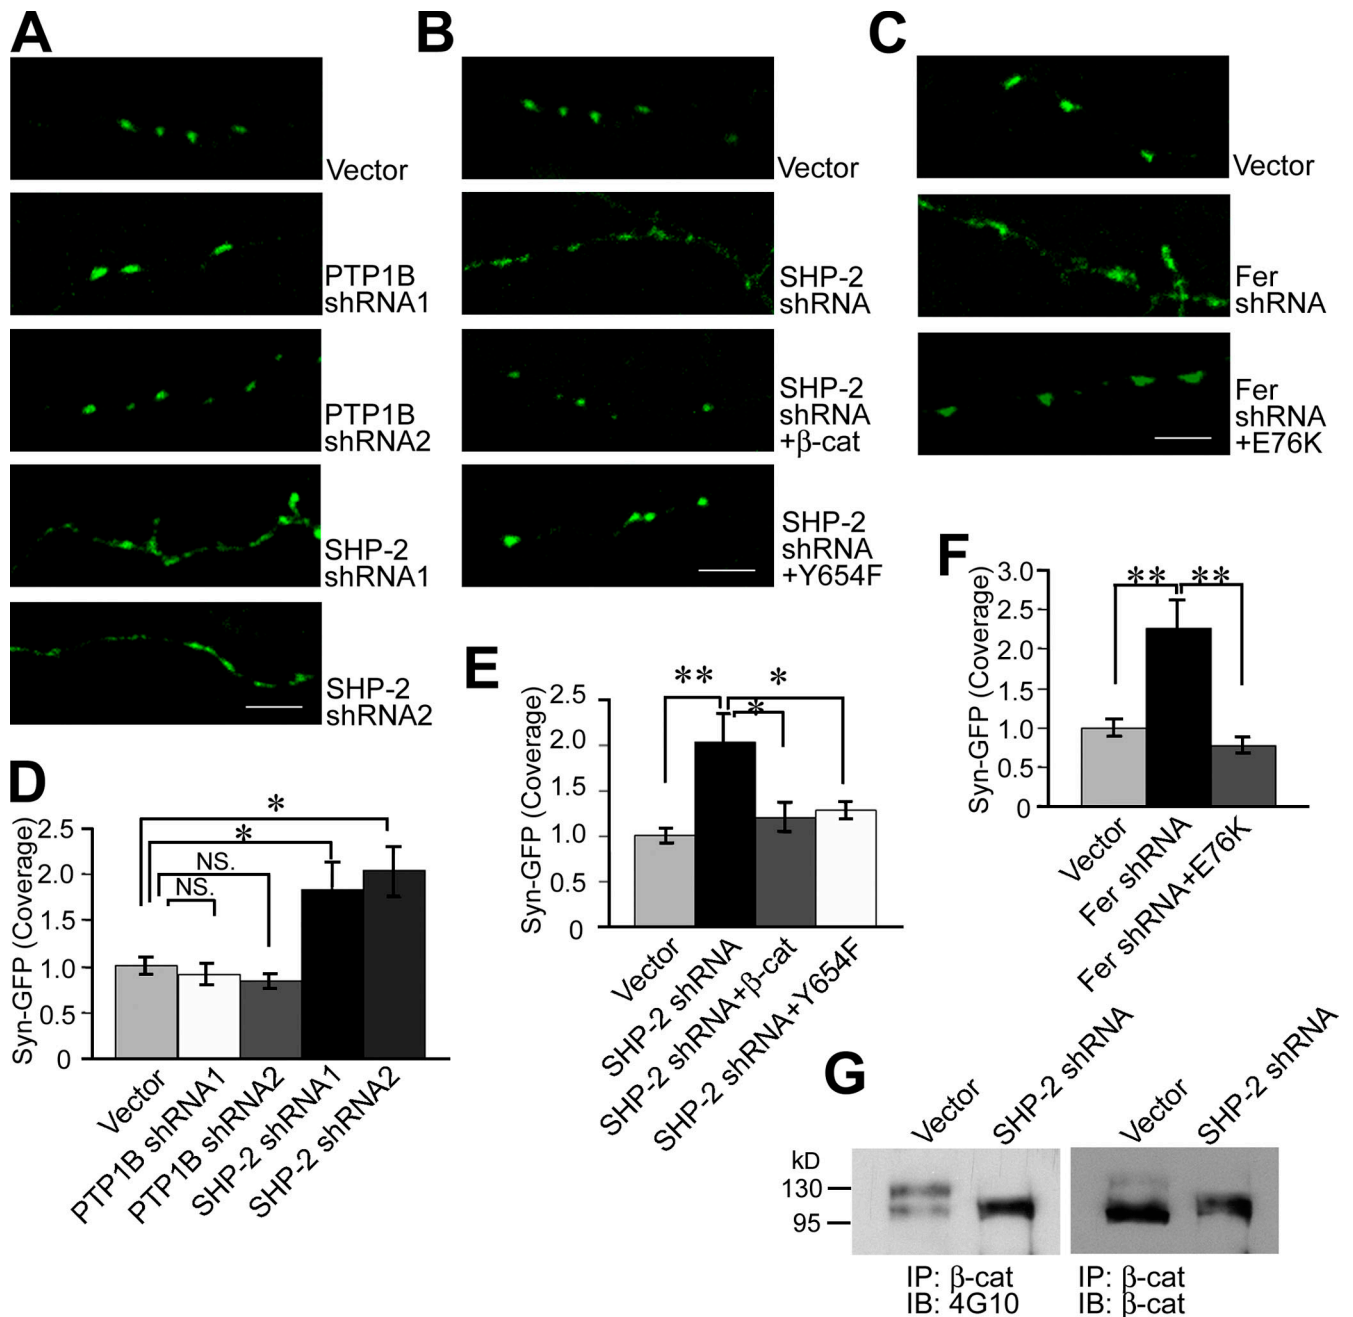 A
Vector
PTP1B
shRNA1
PTP1B
shRNA2
SHP-2
shRNA1
SHP-2
shRNA2
B
Vector
SHP-2
shRNA
SHP-2
shRNA
+β-cat
SHP-2
shRNA
+Y654F
C
Vector
Fer
shRNA
Fer
shRNA
+E76K
D
Syn-GFP (Coverage)
2.5
2.0
1.5
1.0
0.5
0
*
*
NS.
NS.
Vector
PTP1B shRNA1
PTP1B shRNA2
SHP-2 shRNA1
SHP-2 shRNA2
E
Syn-GFP (Coverage)
2.5
2.0
1.5
1.0
0.5
0
**
*
*
Vector
SHP-2 shRNA
SHP-2 shRNA+β-cat
SHP-2 shRNA+Y654F
F
Syn-GFP (Coverage)
3.0
2.5
2.0
1.5
1.0
0.5
0
** **
Vector
Fer shRNA
Fer shRNA+E76K
G
Vector
SHP-2 shRNA
Vector
SHP-2 shRNA
kD
130
95
IP: β-cat
IB: 4G10
IP: β-cat
IB: β-cat